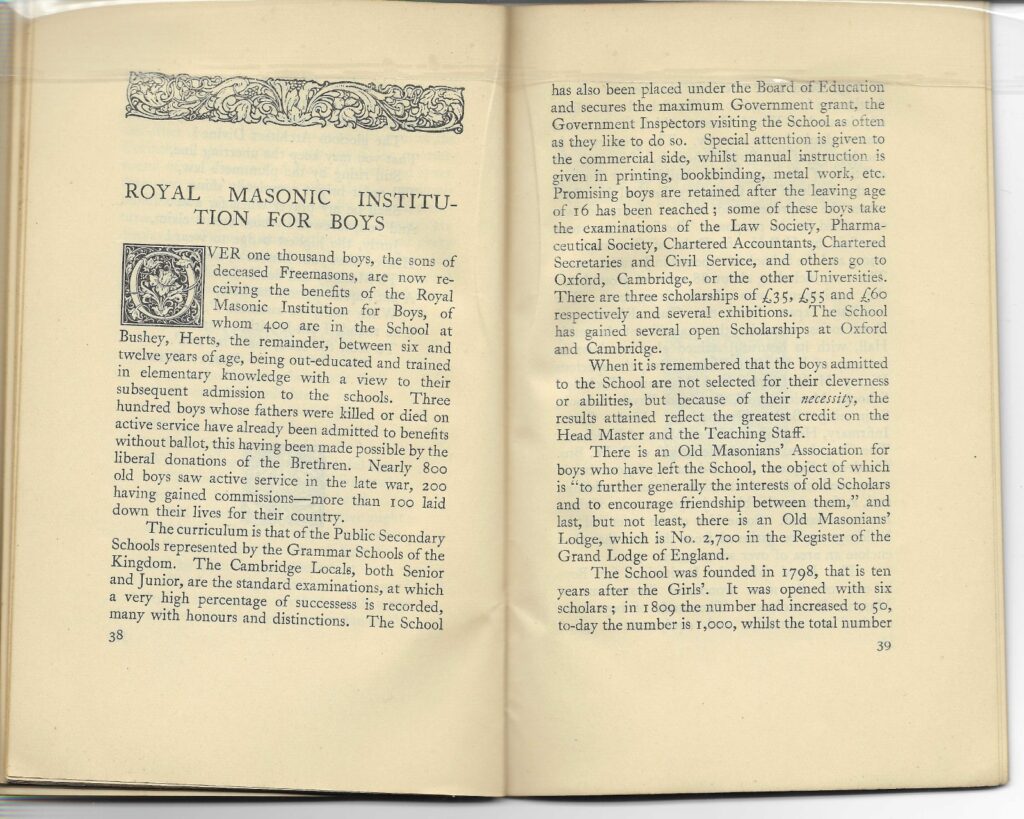 ROYAL MASONIC INSTITU-
TION FOR BOYS
OVER one thousand boys, the sons of
deceased Freemasons, are now re-
ceiving the benefits of the Royal
Masonic Institution for Boys, of
whom 400 are in the School at
Bushey, Herts, the remainder, between six and
twelve years of age, being out-educated and trained
in elementary knowledge with a view to their
subsequent admission to the schools. Three
hundred boys whose fathers were killed or died on
active service have already been admitted to benefits
without ballot, this having been made possible by the
liberal donations of the Brethren. Nearly 800
old boys saw active service in the late war, 200
having gained commissions—more than 100 laid
down their lives for their country.
The curriculum is that of the Public Secondary
Schools represented by the Grammar Schools of the
Kingdom. The Cambridge Locals, both Senior
and Junior, are the standard examinations, at which
a very high percentage of successess is recorded,
many with honours and distinctions. The School
38
has also been placed under the Board of Education
and secures the maximum Government grant, the
Government Inspectors visiting the School as often
as they like to do so. Special attention is given to
the commercial side, whilst manual instruction is
given in printing, bookbinding, metal work, etc.
Promising boys are retained after the leaving age
of 16 has been reached; some of these boys take
the examinations of the Law Society, Pharma-
ceutical Society, Chartered Accountants, Chartered
Secretaries and Civil Service, and others go to
Oxford, Cambridge, or the other Universities.
There are three scholarships of £35, £55 and £60
respectively and several exhibitions. The School
has gained several open Scholarships at Oxford
and Cambridge.
When it is remembered that the boys admitted
to the School are not selected for their cleverness
or abilities, but because of their necessity, the
results attained reflect the greatest credit on the
Head Master and the Teaching Staff.
There is an Old Masonians' Association for
boys who have left the School, the object of which
is "to further generally the interests of old Scholars
and to encourage friendship between them," and
last, but not least, there is an Old Masonians'
Lodge, which is No. 2,700 in the Register of the
Grand Lodge of England.
The School was founded in 1798, that is ten
years after the Girls'. It was opened with six
scholars; in 1809 the number had increased to 50,
to-day the number is 1,000, whilst the total number
39